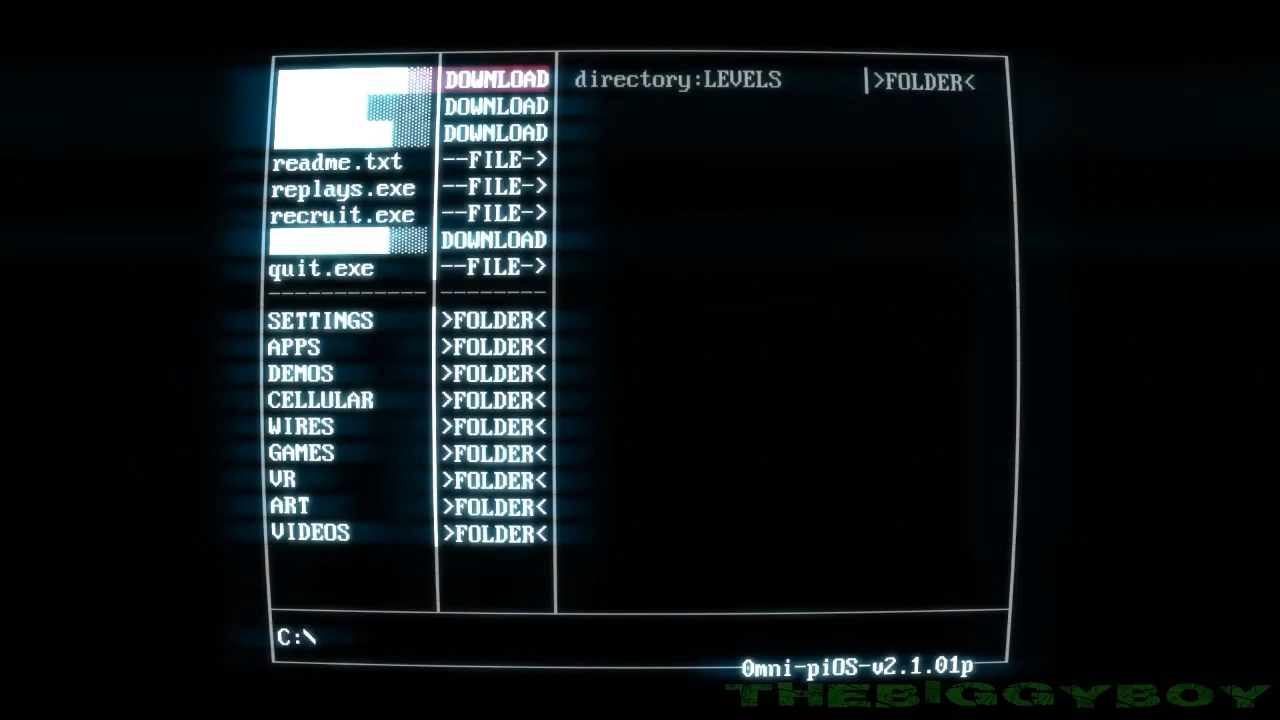 DOWNLOAD directory:LEVELS |>FOLDER<
DOWNLOAD
DOWNLOAD
readme.txt --FILE->
replays.exe --FILE->
recruit.exe --FILE->
DOWNLOAD
quit.exe --FILE->
SETTINGS >FOLDER<
APPS >FOLDER<
DEMOS >FOLDER<
CELLULAR >FOLDER<
WIRES >FOLDER<
GAMES >FOLDER<
VR >FOLDER<
ART >FOLDER<
VIDEOS >FOLDER<
C:\
Omni-piOS-v2.1.01p
THEBIGGYBOY